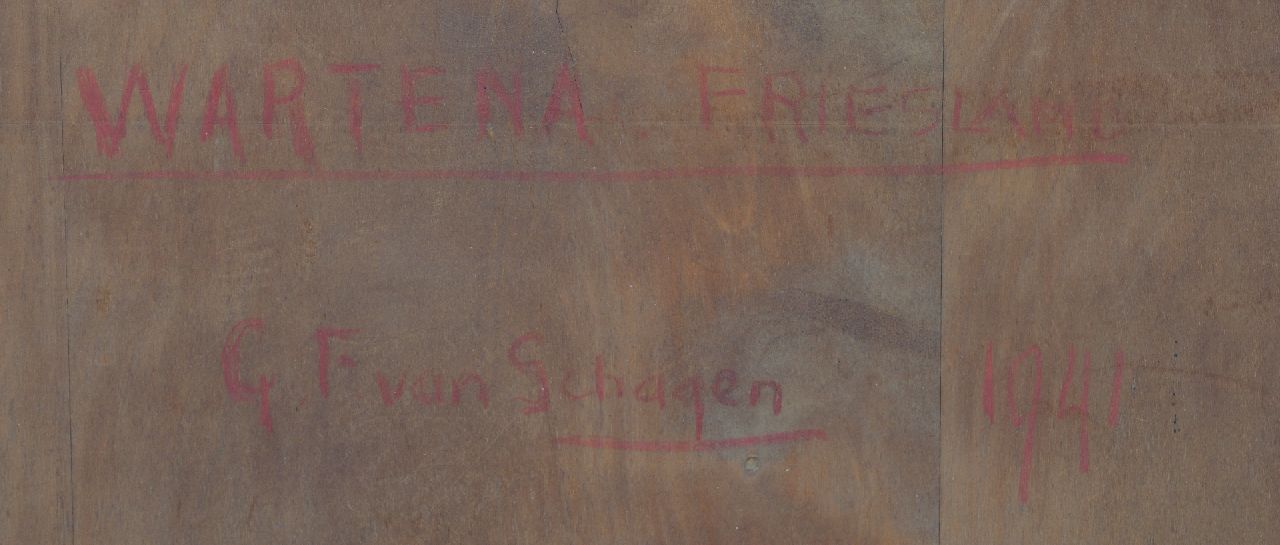 WARTENA. FRIESLAND
G. F van Schagen 1941